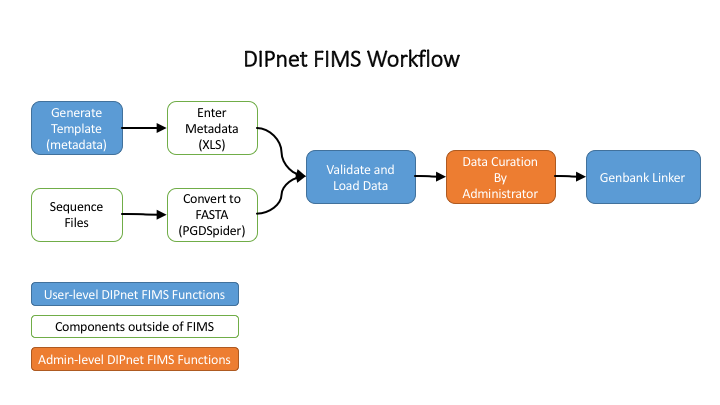 DIPnet FIMS Workflow
Generate
Template
(metadata)
Enter
Metadata
(XLS)
Sequence
Files
Convert to
FASTA
(PGDSpider)
Validate and
Load Data
Data Curation
By
Administrator
Genbank Linker
User-level DIPnet FIMS Functions
Components outside of FIMS
Admin-level DIPnet FIMS Functions